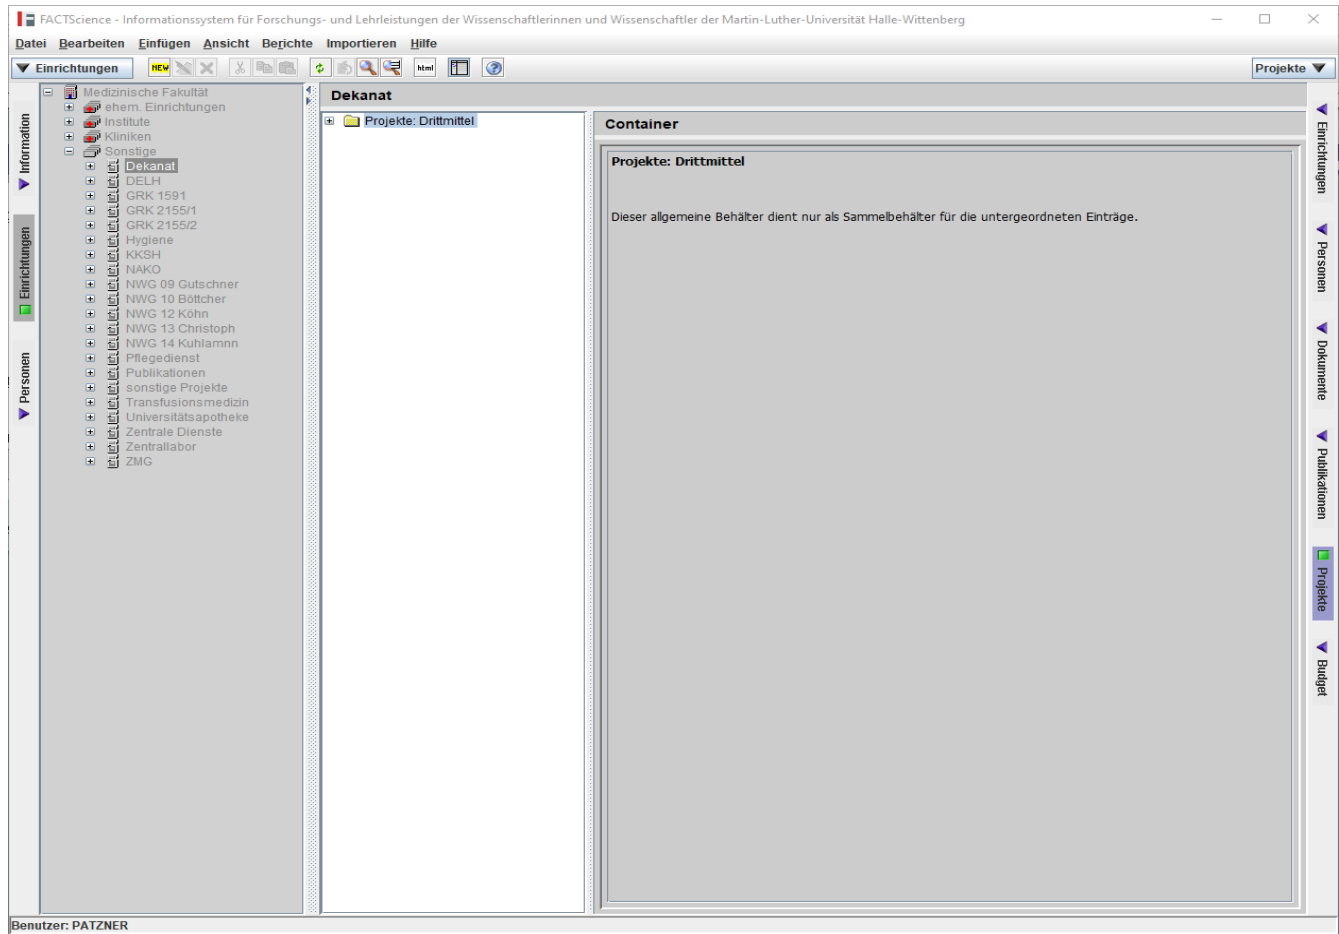 FACTScience - Informationssystem für Forschungs- und Lehrleistungen der Wissenschaftlerinnen und Wissenschaftler der Martin-Luther-Universität Halle-Wittenberg
Datei Bearbeiten Einfügen Ansicht Berichte Importieren Hilfe
Einrichtungen NEW html Projekte
Information
Einrichtungen
Personen
Medizinische Fakultät
ehem. Einrichtungen
Institute
Kliniken
Sonstige
Dekanat
DELH
GRK 1591
GRK 2155/1
GRK 2155/2
Hygiene
KKSH
NAKO
NWG 09 Gutschner
NWG 10 Böttcher
NWG 12 Köhn
NWG 13 Christoph
NWG 14 Kuhlamnn
Pflegedienst
Publikationen
sonstige Projekte
Transfusionsmedizin
Universitätsapotheke
Zentrale Dienste
Zentrallabor
ZMG
Dekanat
Projekte: Drittmittel
Container
Projekte: Drittmittel
Dieser allgemeine Behälter dient nur als Sammelbehälter für die untergeordneten Einträge.
Einrichtungen
Personen
Dokumente
Publikationen
Projekte
Budget
Benutzer: PATZNER